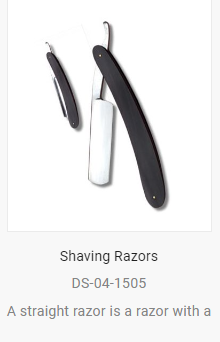 Shaving Razors
DS-04-1505
A straight razor is a razor with a